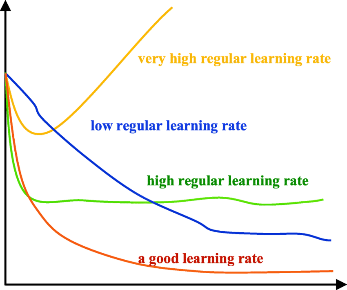 very high regular learning rate
low regular learning rate
high regular learning rate
a good learning rate